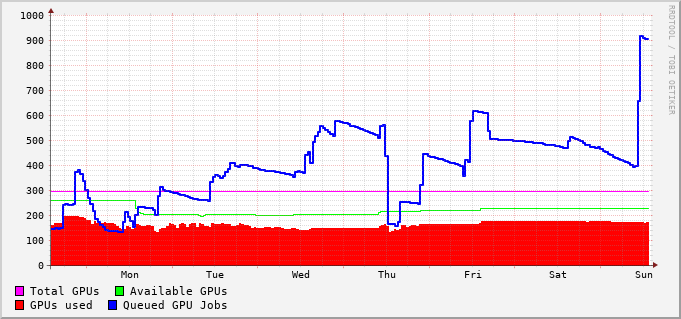 1000
900
800
700
600
500
400
300
200
100
0
Mon Tue Wed Thu Fri Sat Sun
Total GPUs Available GPUs
GPUs used Queued GPU Jobs
RRDTOOL / TOBI OETIKER